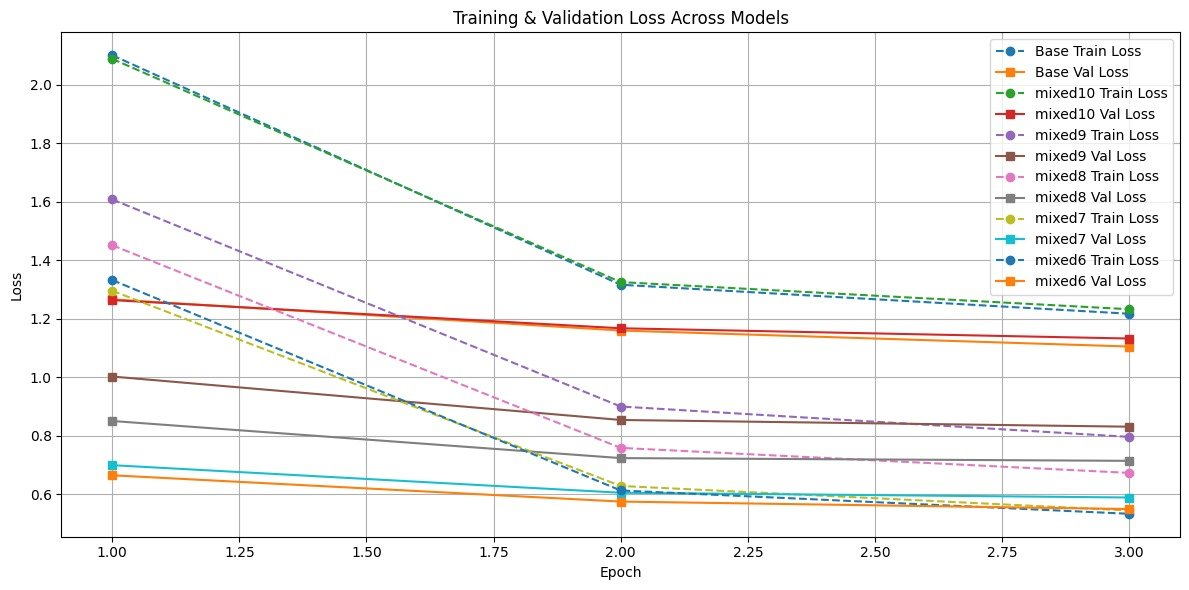 Training & Validation Loss Across Models
Loss
2.0
1.8
1.6
1.4
1.2
1.0
0.8
0.6
Base Train Loss
Base Val Loss
mixed10 Train Loss
mixed10 Val Loss
mixed9 Train Loss
mixed9 Val Loss
mixed8 Train Loss
mixed8 Val Loss
mixed7 Train Loss
mixed7 Val Loss
mixed6 Train Loss
mixed6 Val Loss
1.00 1.25 1.50 1.75 2.00 2.25 2.50 2.75 3.00
Epoch